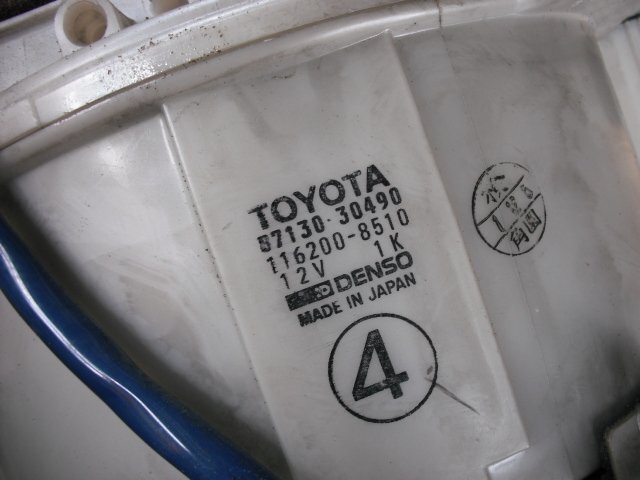 TOYOTA
87130-30490
116200-8510
12V 1K
DENSO
MADE IN JAPAN
4